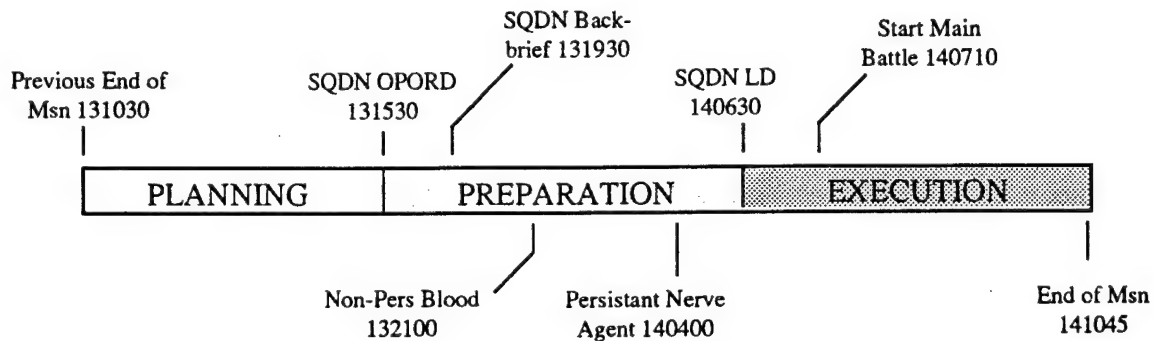 SQDN Back-
brief 131930
Start Main
Battle 140710
Previous End of
Msn 131030
SQDN OPORD
131530
SQDN LD
140630
PLANNING
PREPARATION
EXECUTION
Non-Pers Blood
132100
Persistant Nerve
Agent 140400
End of Msn
141045